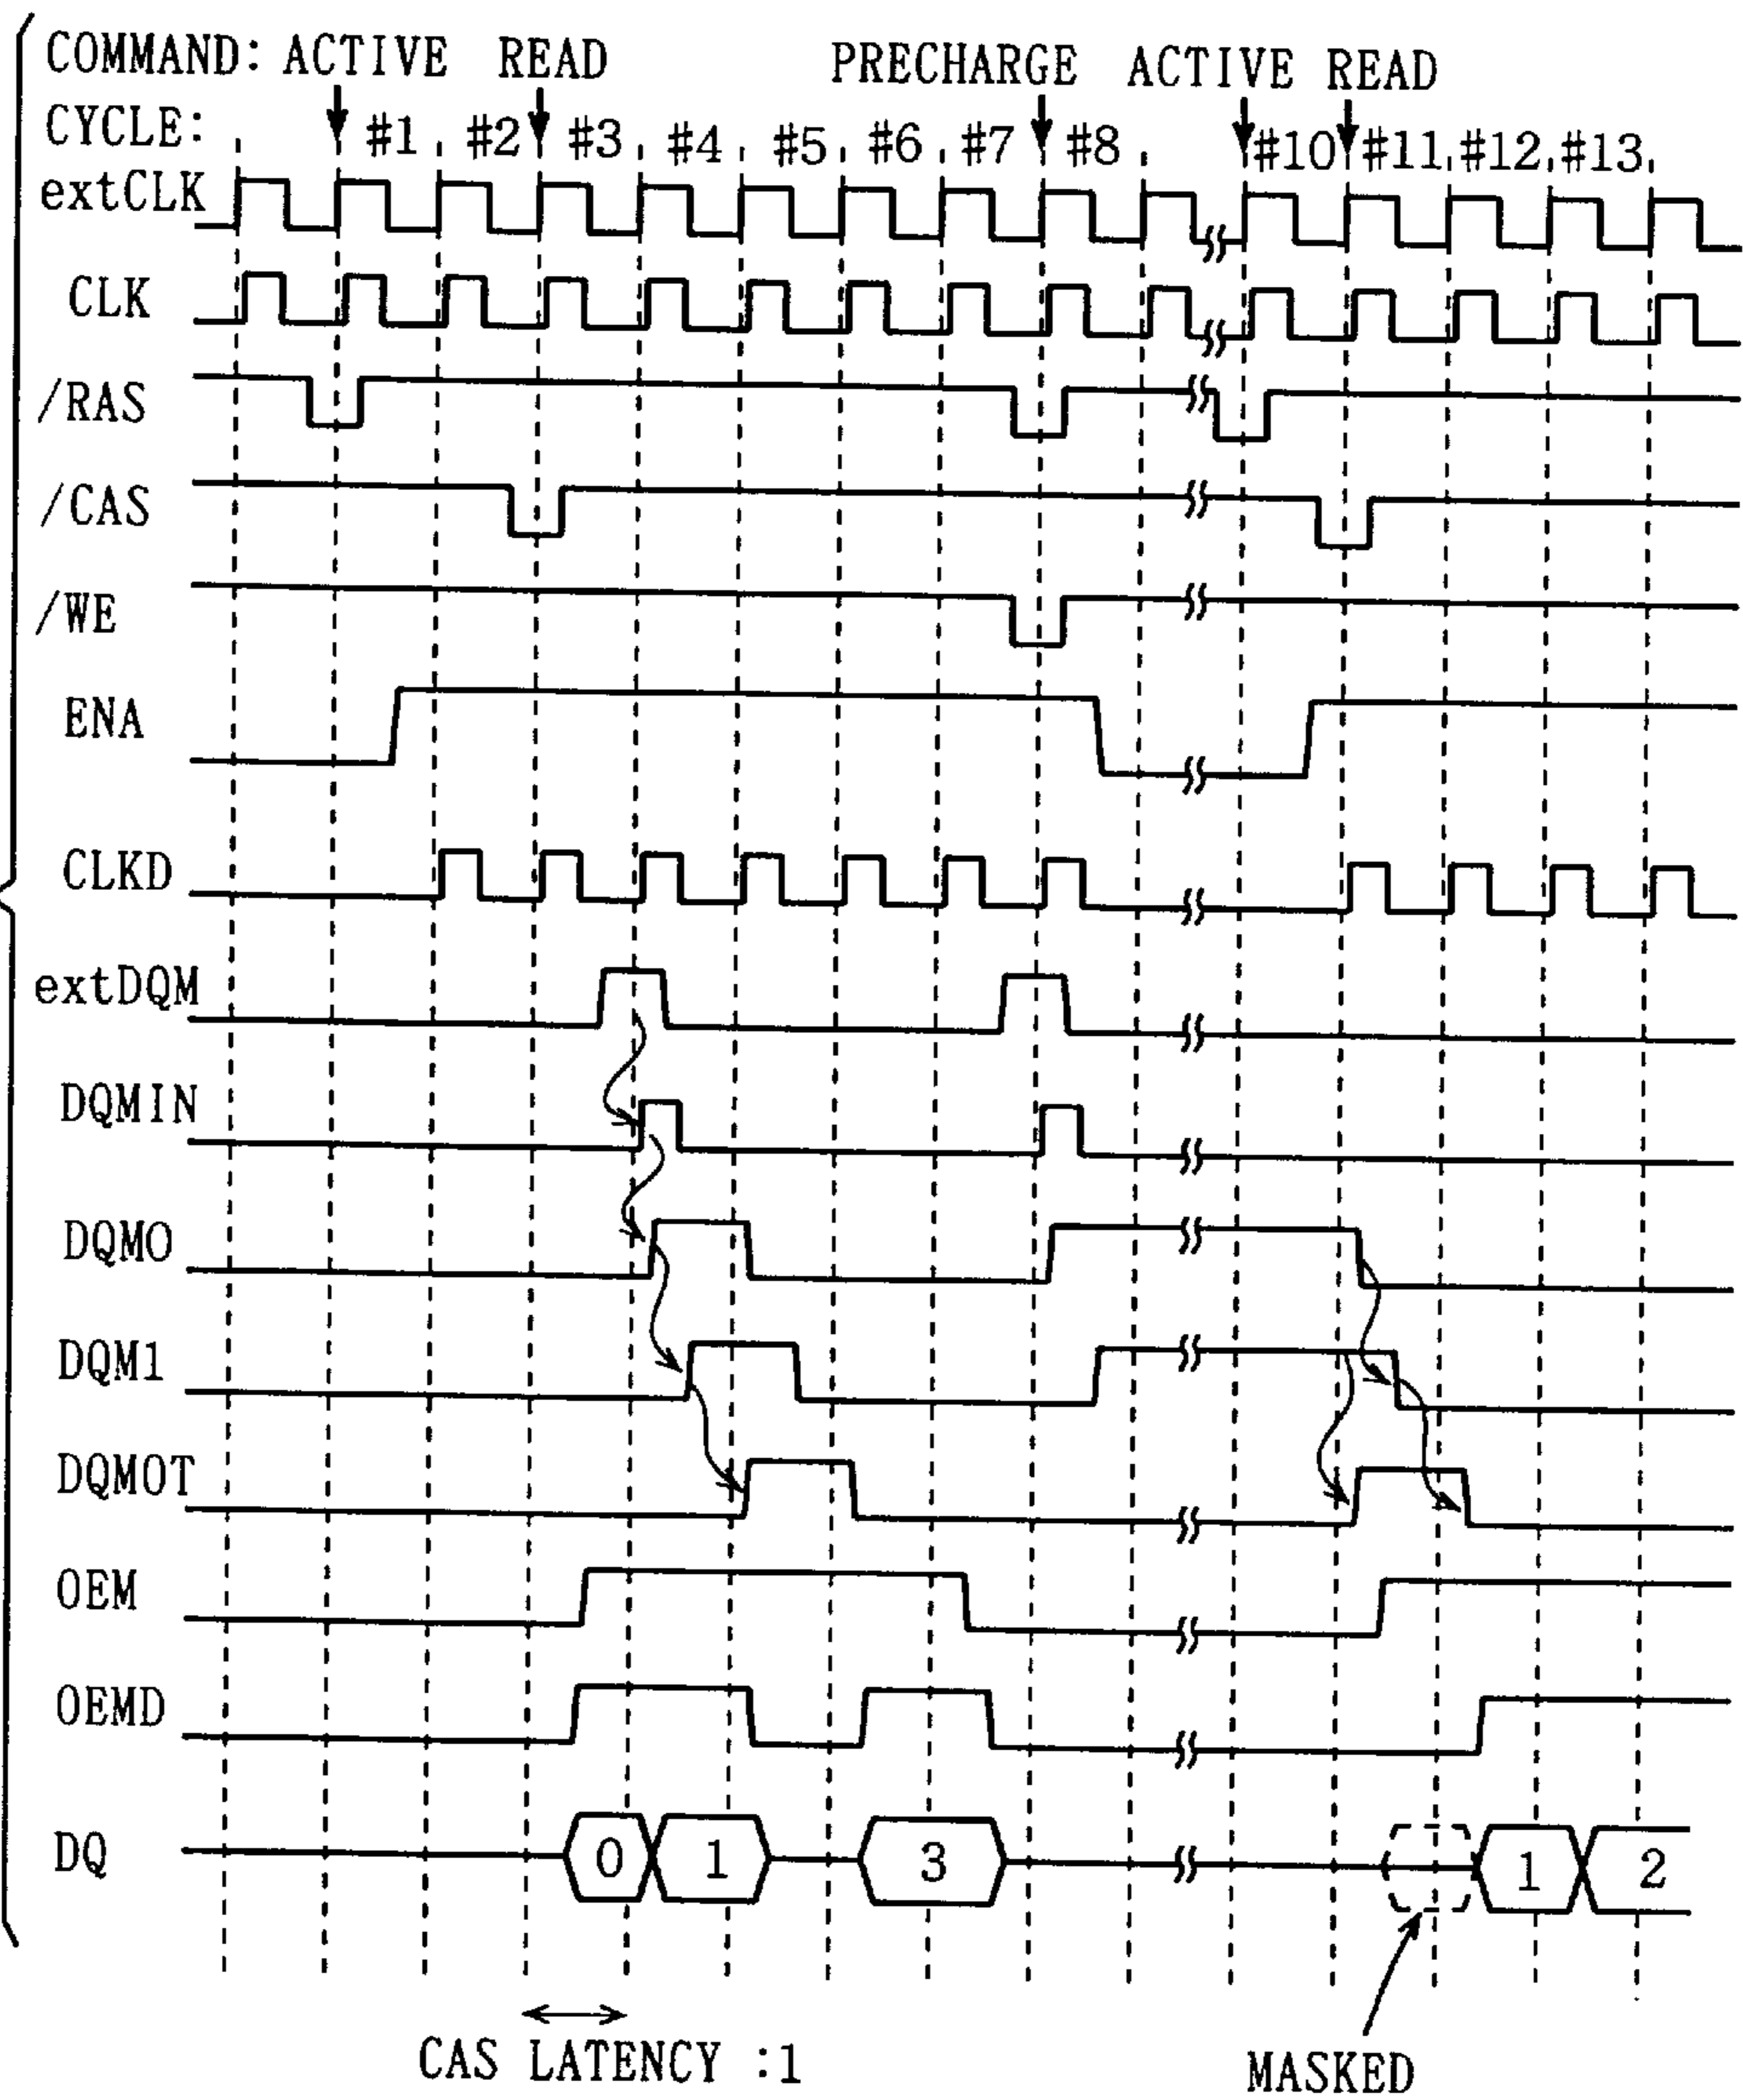 COMMAND: ACTIVE READ PRECHARGE ACTIVE READ
CYCLE: #1 #2 #3 #4 #5 #6 #7 #8 #10 #11 #12 #13
extCLK
CLK
/RAS
/CAS
/WE
ENA
CLKD
extDQM
DQMIN
DQM0
DQM1
DQMOT
OEM
OEMD
DQ 0 1 3 1 2
CAS LATENCY :1
MASKED